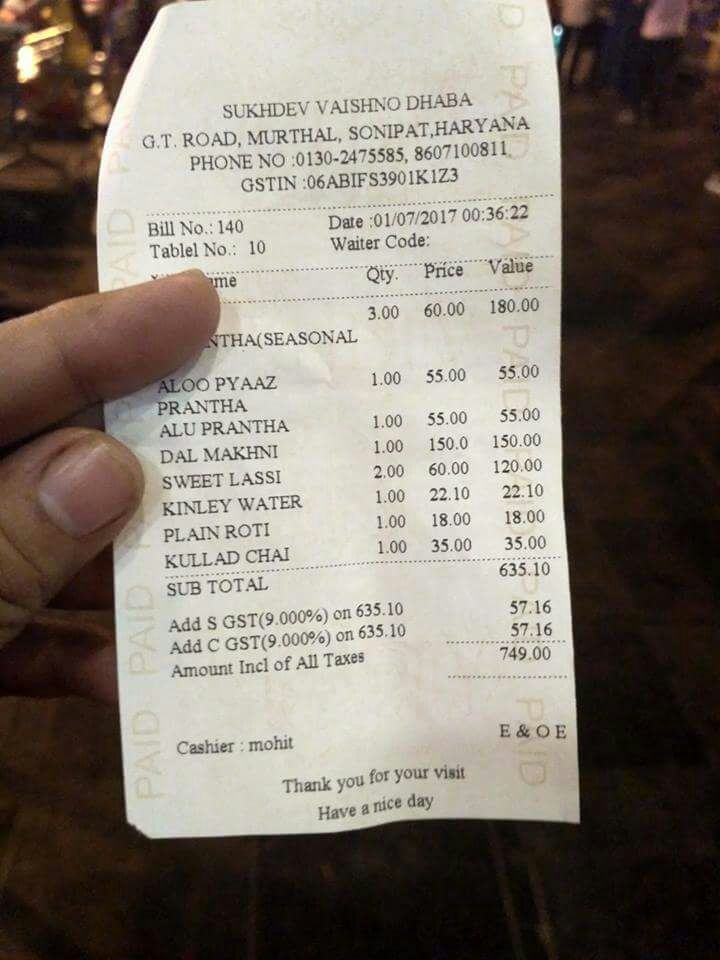 SUKHDEV VAISHNO DHABA
G.T. ROAD, MURTHAL, SONIPAT,HARYANA
PHONE NO :0130-2475585, 8607100811
GSTIN :06ABIFS3901K1Z3
Bill No.: 140 Date :01/07/2017 00:36:22
Tablel No.: 10 Waiter Code:
Qty. Price Value
3.00 60.00 180.00
NTHA(SEASONAL
ALOO PYAAZ 1.00 55.00 55.00
PRANTHA
ALU PRANTHA 1.00 55.00 55.00
DAL MAKHNI 1.00 150.0 150.00
SWEET LASSI 2.00 60.00 120.00
KINLEY WATER 1.00 22.10 22.10
PLAIN ROTI 1.00 18.00 18.00
KULLAD CHAI 1.00 35.00 35.00
SUB TOTAL 635.10
Add S GST(9.000%) on 635.10 57.16
Add C GST(9.000%) on 635.10 57.16
Amount Incl of All Taxes 749.00
E & O E
Cashier : mohit
Thank you for your visit
Have a nice day
PAID